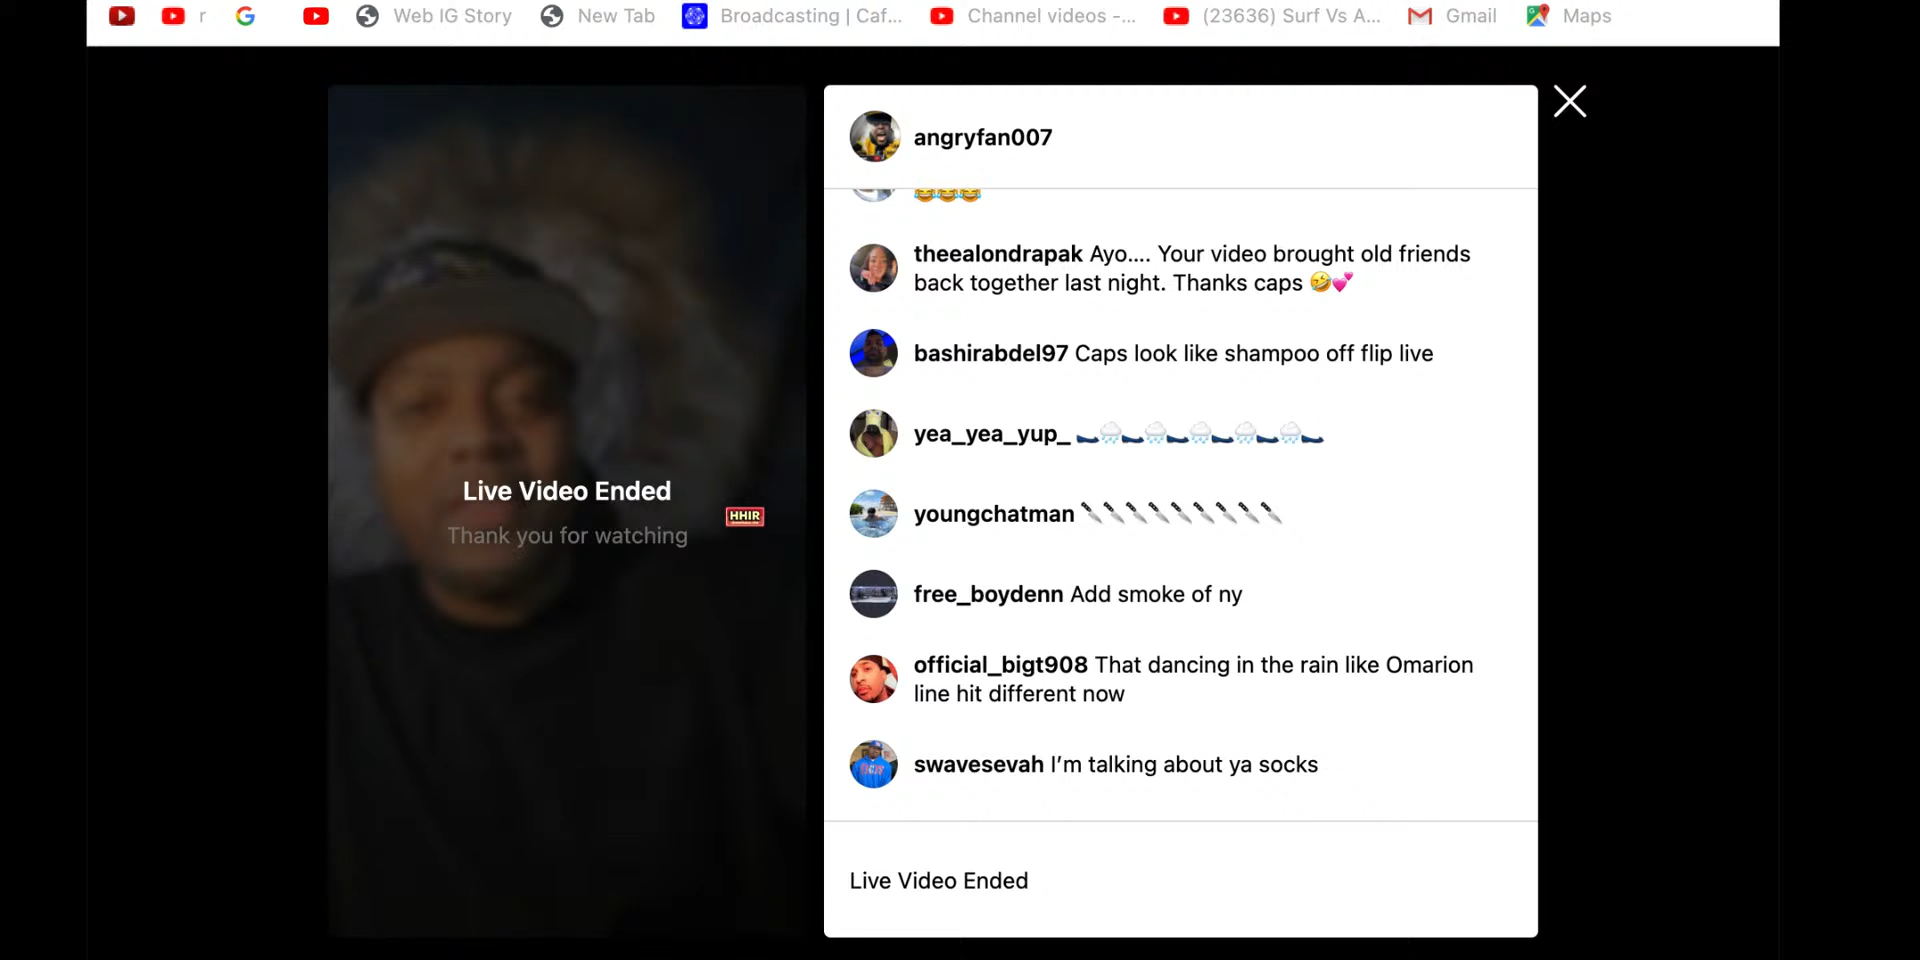 r
Web IG Story
New Tab
Broadcasting | Caf...
Channel videos -...
(23636) Surf Vs A...
Gmail
Maps
angryfan007
😂😂😂
theealondrapak Ayo.... Your video brought old friends
back together last night. Thanks caps 🤣💕
bashirabdel97 Caps look like shampoo off flip live
yea_yea_yup_ 🥿🌧🥿🌧🥿🌧🥿🌧🥿🌧🥿
youngchatman 🔪🔪🔪🔪🔪🔪🔪🔪🔪
free_boydenn Add smoke of ny
official_bigt908 That dancing in the rain like Omarion
line hit different now
swavesevah I’m talking about ya socks
Live Video Ended
Live Video Ended
Thank you for watching
HHIR